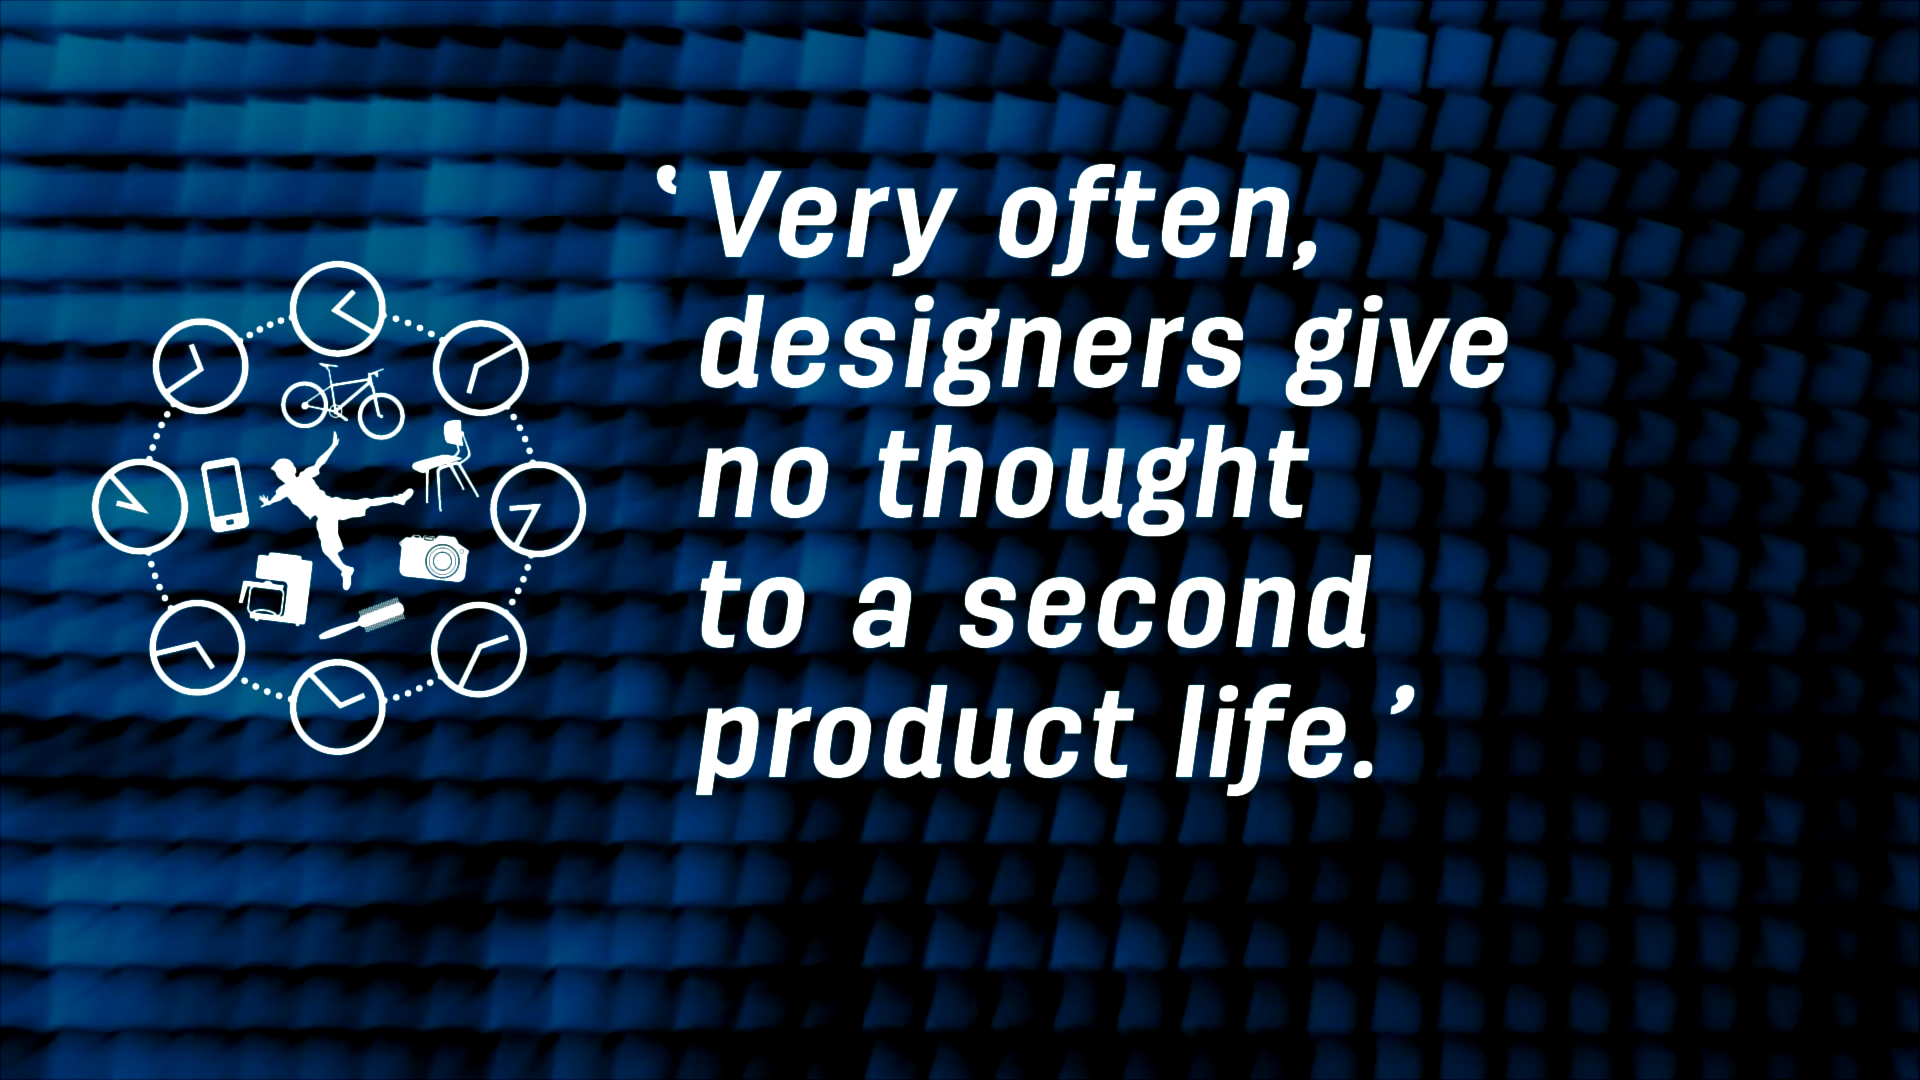 ‘Very often,
designers give
no thought
to a second
product life.’